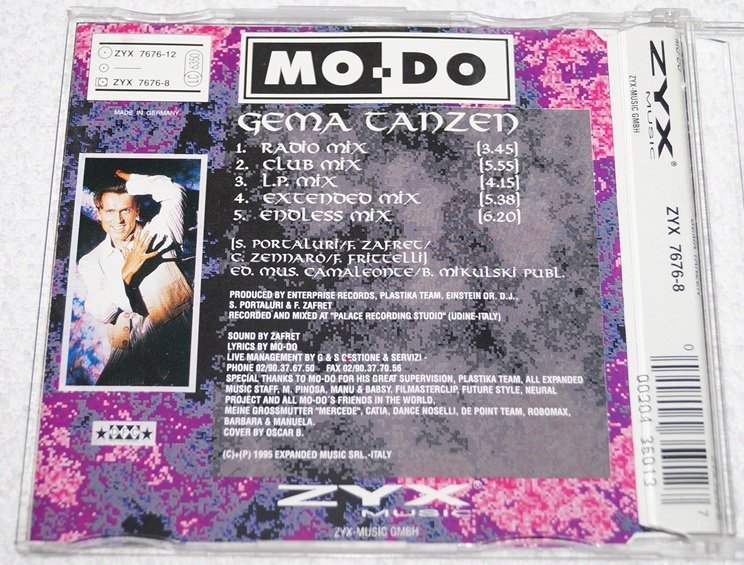 ZYX 7676-12
ZYX 7676-8
LC 6350
MADE IN GERMANY
MO-DO
GEMA TANZEN
1. RADIO MIX [3.45]
2. CLUB MIX [5.55]
3. L.P. MIX [4.15]
4. EXTENDED MIX [5.38]
5. ENDLESS MIX [6.20]
[S. PORTALURI/F. ZAFRET/
C. ZENNARO/F. FRITTELLI]
ED. MUS. CAMALEONTE/B. MIKULSKI PUBL.
PRODUCED BY ENTERPRISE RECORDS, PLASTIKA TEAM, EINSTEIN DR. D.J.,
S. PORTALURI & F. ZAFRET
RECORDED AND MIXED AT "PALACE RECORDING STUDIO" (UDINE-ITALY)
SOUND BY ZAFRET
LYRICS BY MO-DO
LIVE MANAGEMENT BY G & S GESTIONE & SERVIZI -
PHONE 02/90.37.67.50 FAX 02/90.37.70.56
SPECIAL THANKS TO MO-DO FOR HIS GREAT SUPERVISION, PLASTIKA TEAM, ALL EXPANDED
MUSIC STAFF, M. PINOSA, MANU & BABSY. FILMASTERCLIP, FUTURE STYLE, NEURAL
PROJECT AND ALL MO-DO'S FRIENDS IN THE WORLD.
MEINE GROSSMUTTER "MERCEDE", CATIA, DANCE NOSELLI, DE POINT TEAM, ROBOMAX,
BARBARA & MANUELA.
COVER BY OSCAR B.
(C)+(P) 1995 EXPANDED MUSIC SRL.-ITALY
ZYX®
MUSIC
ZYX-MUSIC GMBH
ZYX®
MUSIC
ZYX-MUSIC GMBH
ZYX 7676-8
0 00204 35013 7